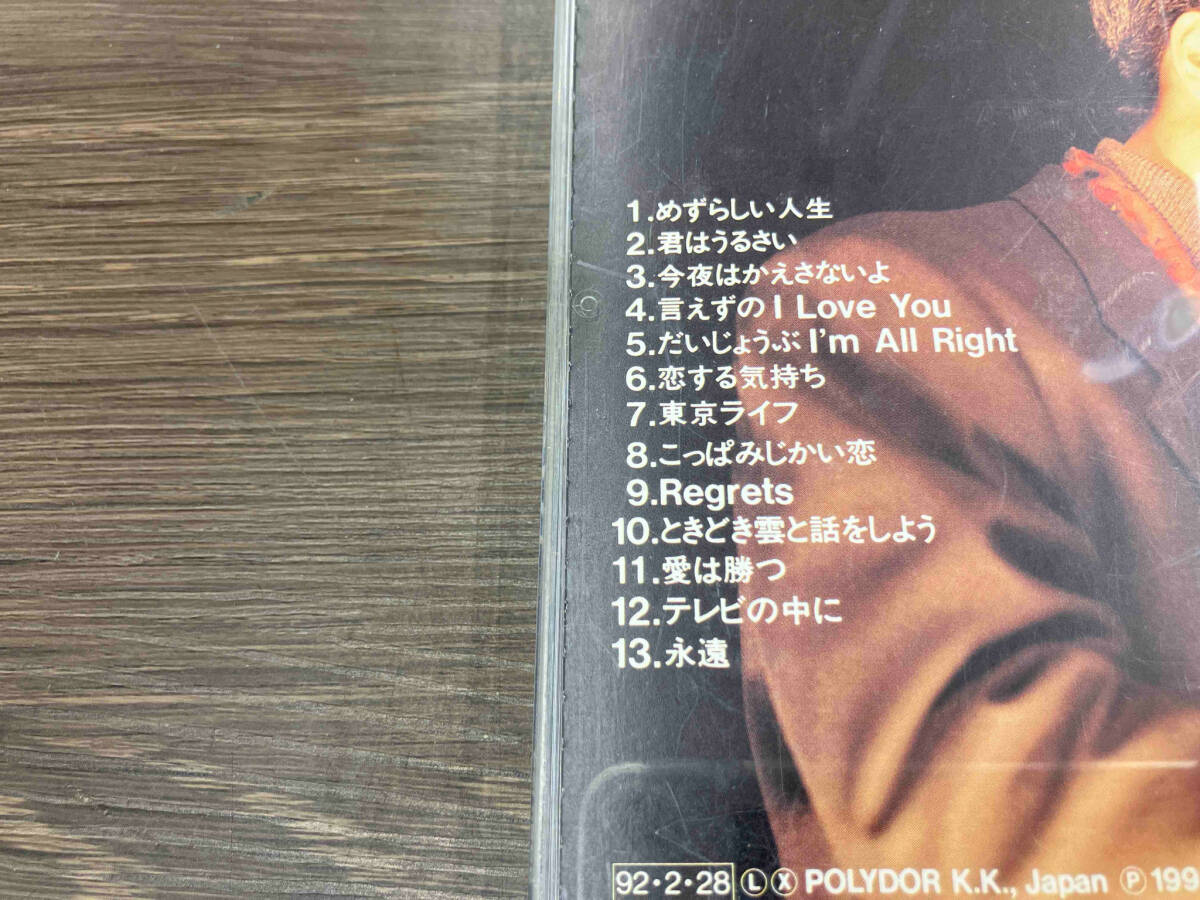 1.めずらしい人生
2.君はうるさい
3.今夜はかえさないよ
4.言えずのI Love You
5.だいじょうぶI'm All Right
6.恋する気持ち
7.東京ライフ
8.こっぱみじかい恋
9.Regrets
10.ときどき雲と話をしよう
11.愛は勝つ
12.テレビの中に
13.永遠
92・2・28 Ⓛ Ⓧ POLYDOR K.K., Japan Ⓟ 199